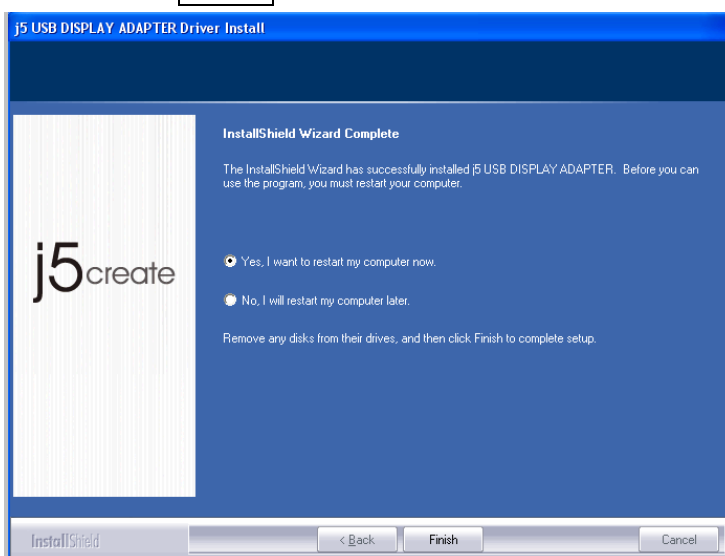 j5 USB DISPLAY ADAPTER Driver Install
InstallShield Wizard Complete
The InstallShield Wizard has successfully installed j5 USB DISPLAY ADAPTER. Before you can
use the program, you must restart your computer.
j5create
Yes, I want to restart my computer now.
No, I will restart my computer later.
Remove any disks from their drives, and then click Finish to complete setup.
InstallShield
< Back
Finish
Cancel